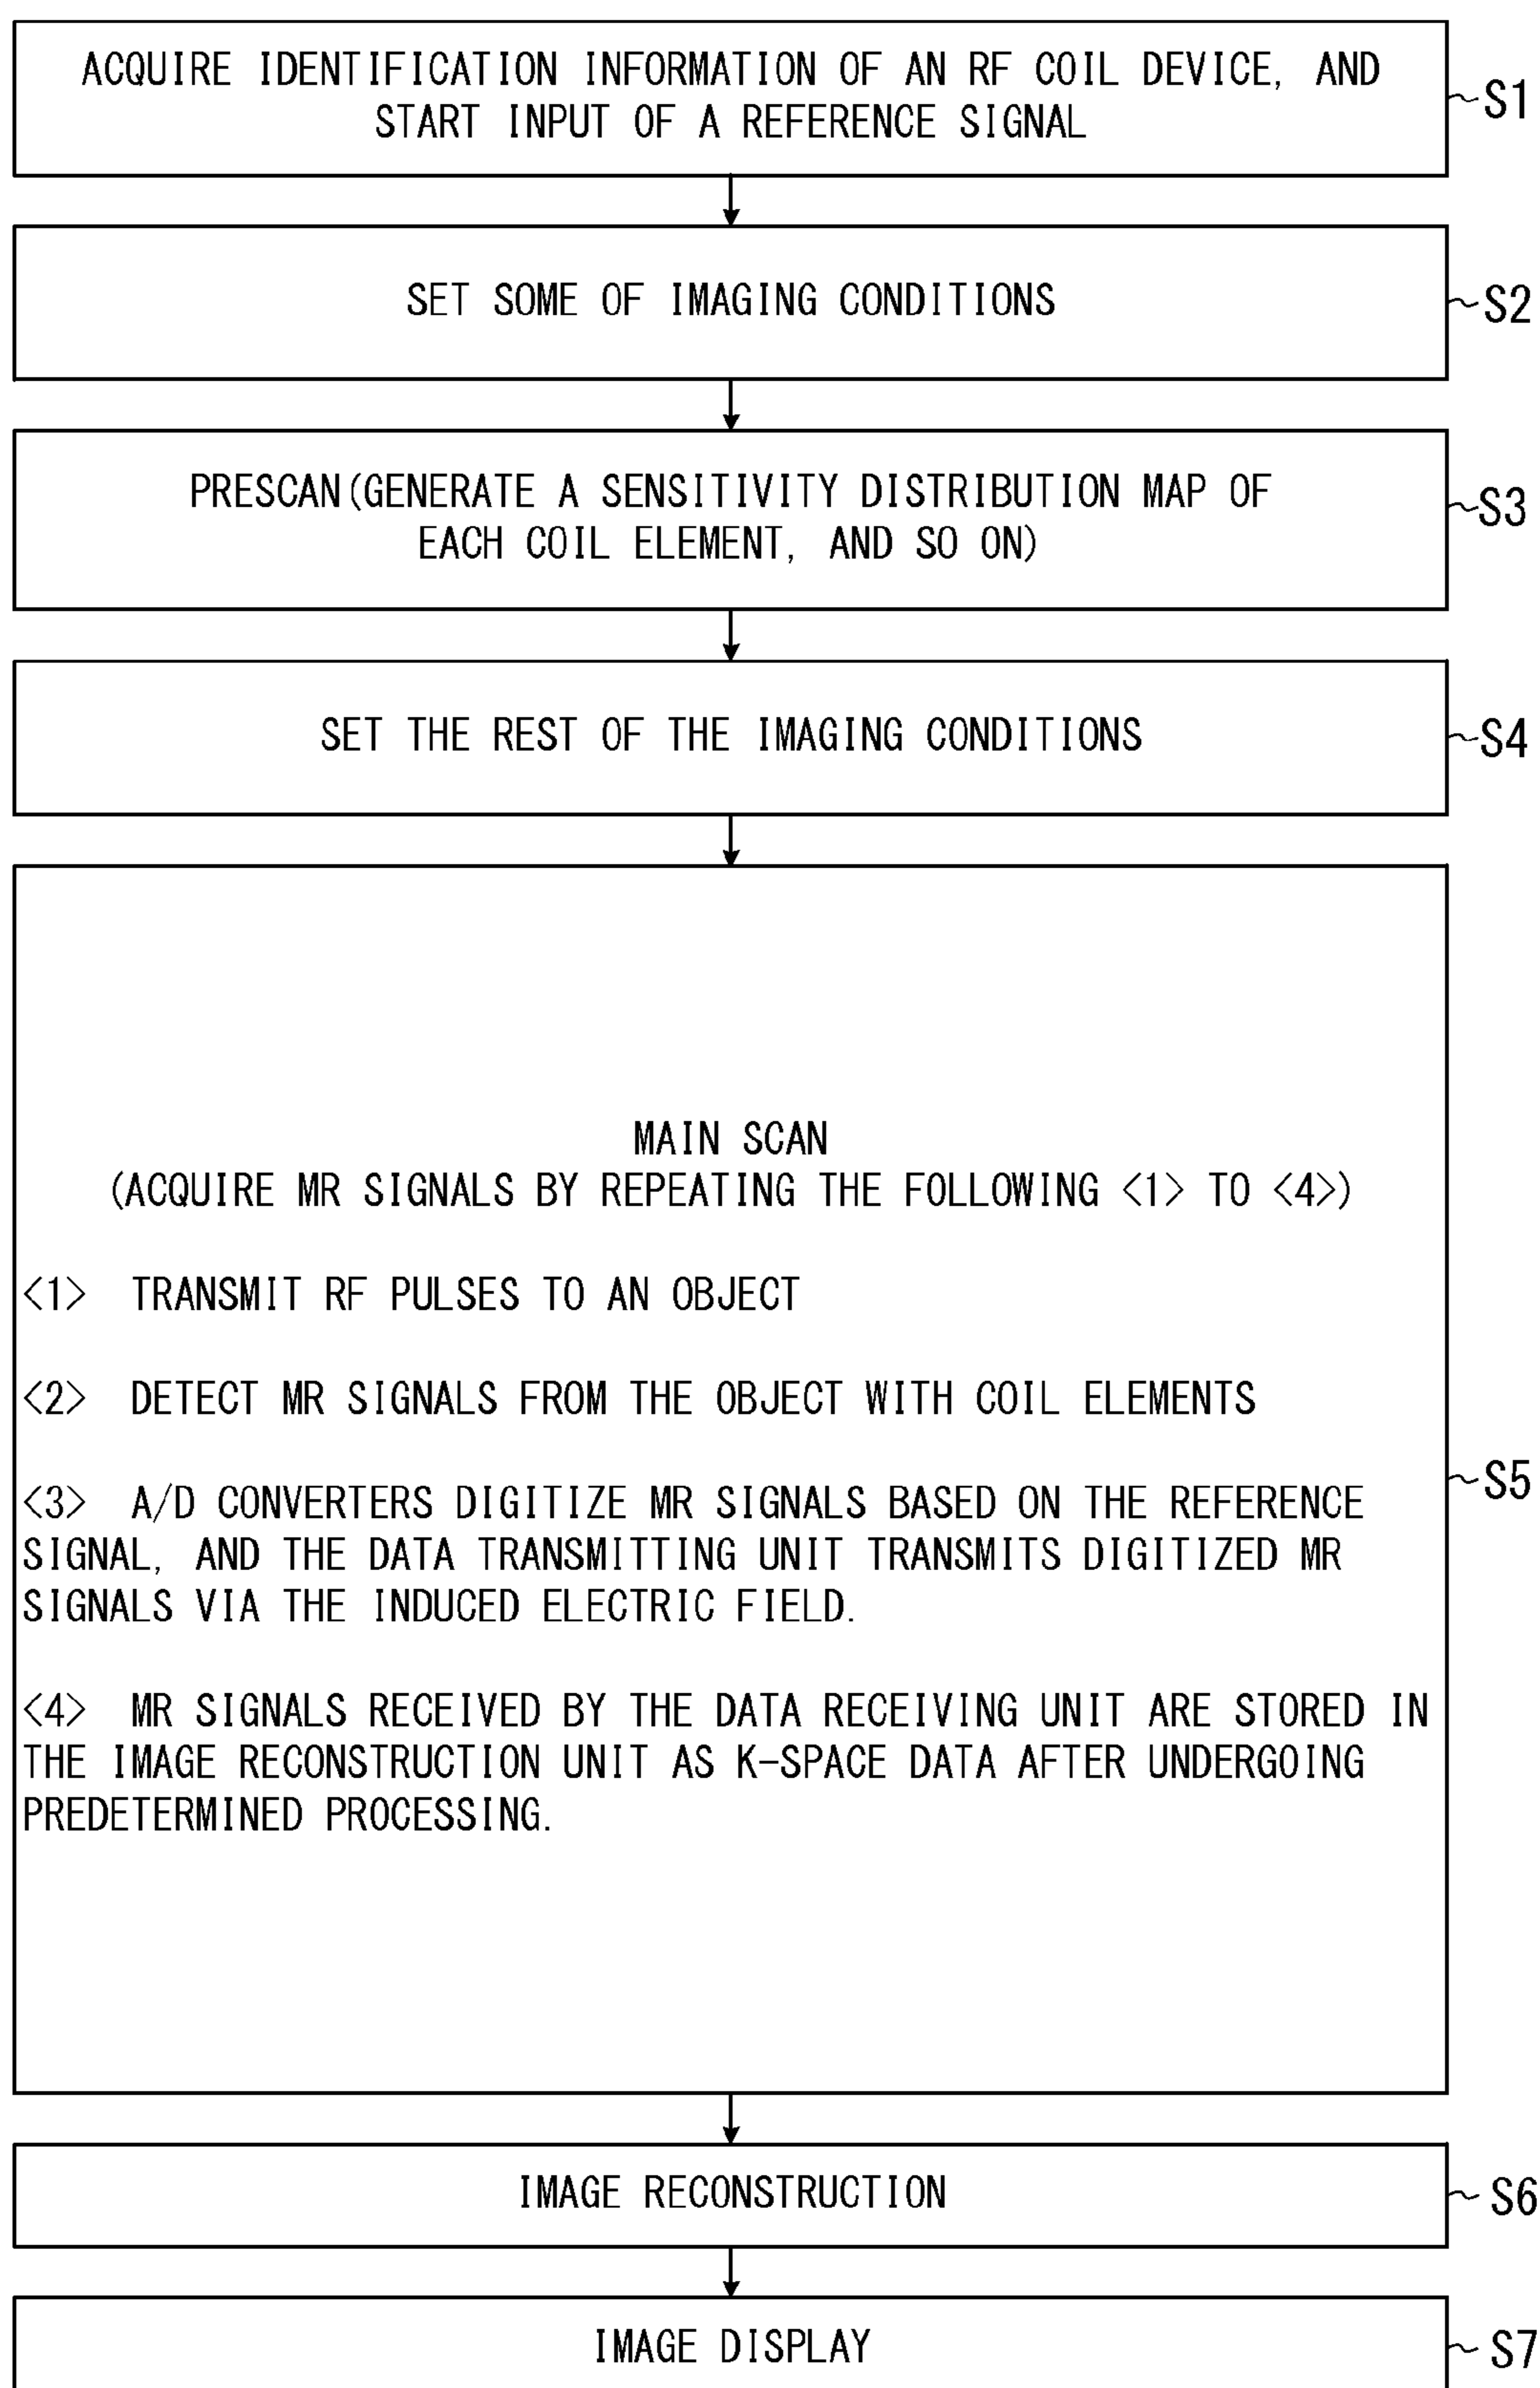 ACQUIRE IDENTIFICATION INFORMATION OF AN RF COIL DEVICE, AND
START INPUT OF A REFERENCE SIGNAL
S1
SET SOME OF IMAGING CONDITIONS
S2
PRESCAN(GENERATE A SENSITIVITY DISTRIBUTION MAP OF
EACH COIL ELEMENT, AND SO ON)
S3
SET THE REST OF THE IMAGING CONDITIONS
S4
MAIN SCAN
(ACQUIRE MR SIGNALS BY REPEATING THE FOLLOWING <1> TO <4>)
<1> TRANSMIT RF PULSES TO AN OBJECT
<2> DETECT MR SIGNALS FROM THE OBJECT WITH COIL ELEMENTS
<3> A/D CONVERTERS DIGITIZE MR SIGNALS BASED ON THE REFERENCE
SIGNAL, AND THE DATA TRANSMITTING UNIT TRANSMITS DIGITIZED MR
SIGNALS VIA THE INDUCED ELECTRIC FIELD.
<4> MR SIGNALS RECEIVED BY THE DATA RECEIVING UNIT ARE STORED IN
THE IMAGE RECONSTRUCTION UNIT AS K-SPACE DATA AFTER UNDERGOING
PREDETERMINED PROCESSING.
S5
IMAGE RECONSTRUCTION
S6
IMAGE DISPLAY
S7